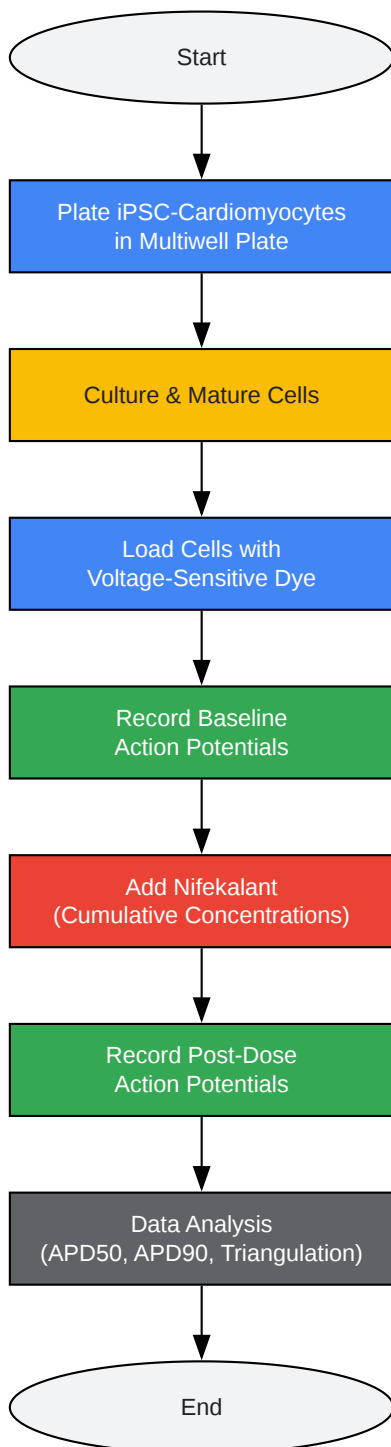 Start
Plate iPSC-Cardiomyocytes
in Multiwell Plate
Culture & Mature Cells
Load Cells with
Voltage-Sensitive Dye
Record Baseline
Action Potentials
Add Nifekalant
(Cumulative Concentrations)
Record Post-Dose
Action Potentials
Data Analysis
(APD50, APD90, Triangulation)
End